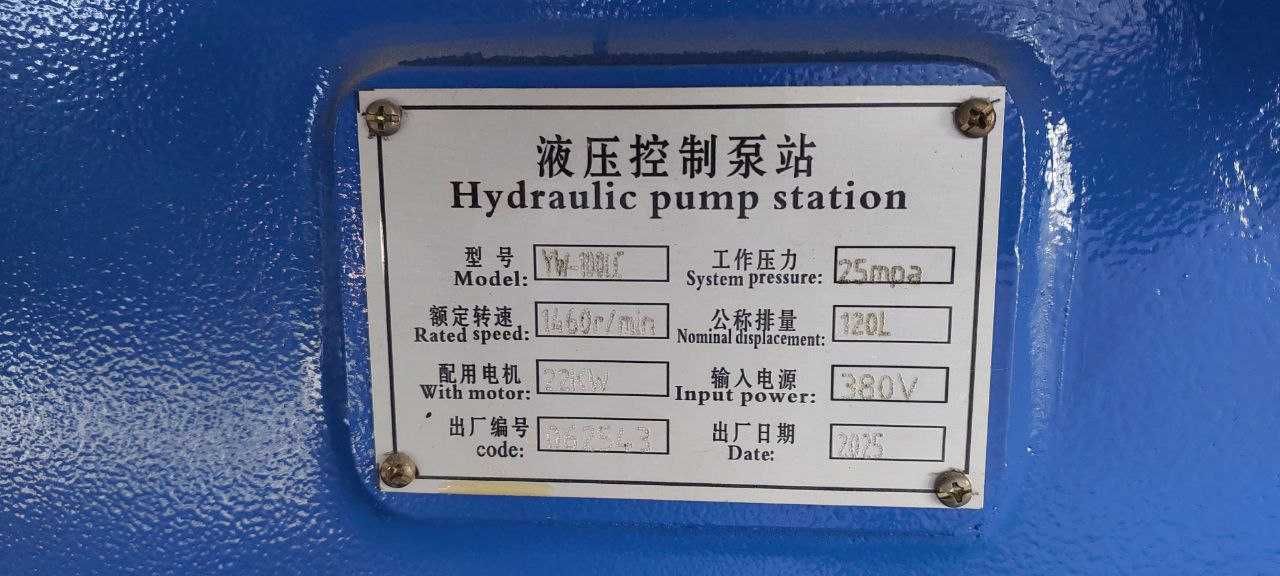 液压控制泵站
Hydraulic pump station
型号 工作压力
Model: YW-100LC System pressure: 25mpa
额定转速 公称排量
Rated speed: 1460r/min Nominal displacement: 120L
配用电机 输入电源
With motor: 22KW Input power: 380V
出厂编号 出厂日期
code: 062543 Date: 2025